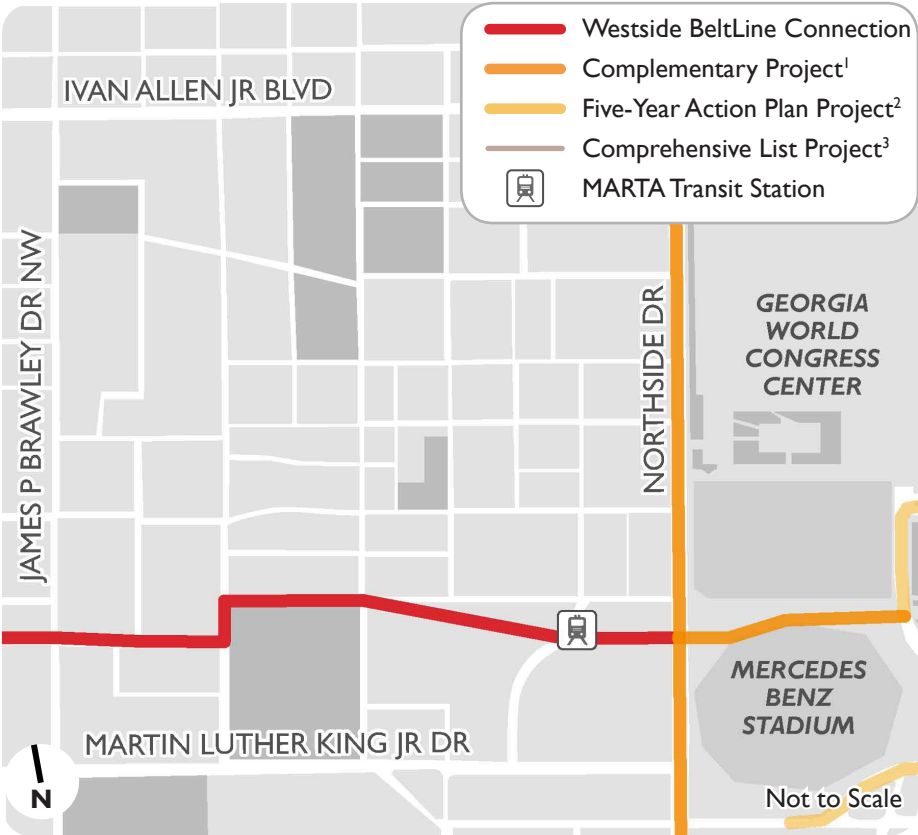 Westside BeltLine Connection
Complementary Project¹
Five-Year Action Plan Project²
Comprehensive List Project³
MARTA Transit Station
IVAN ALLEN JR BLVD
JAMES P BRAWLEY DR NW
NORTHSIDE DR
GEORGIA
WORLD
CONGRESS
CENTER
MERCEDES
BENZ
STADIUM
MARTIN LUTHER KING JR DR
N
Not to Scale